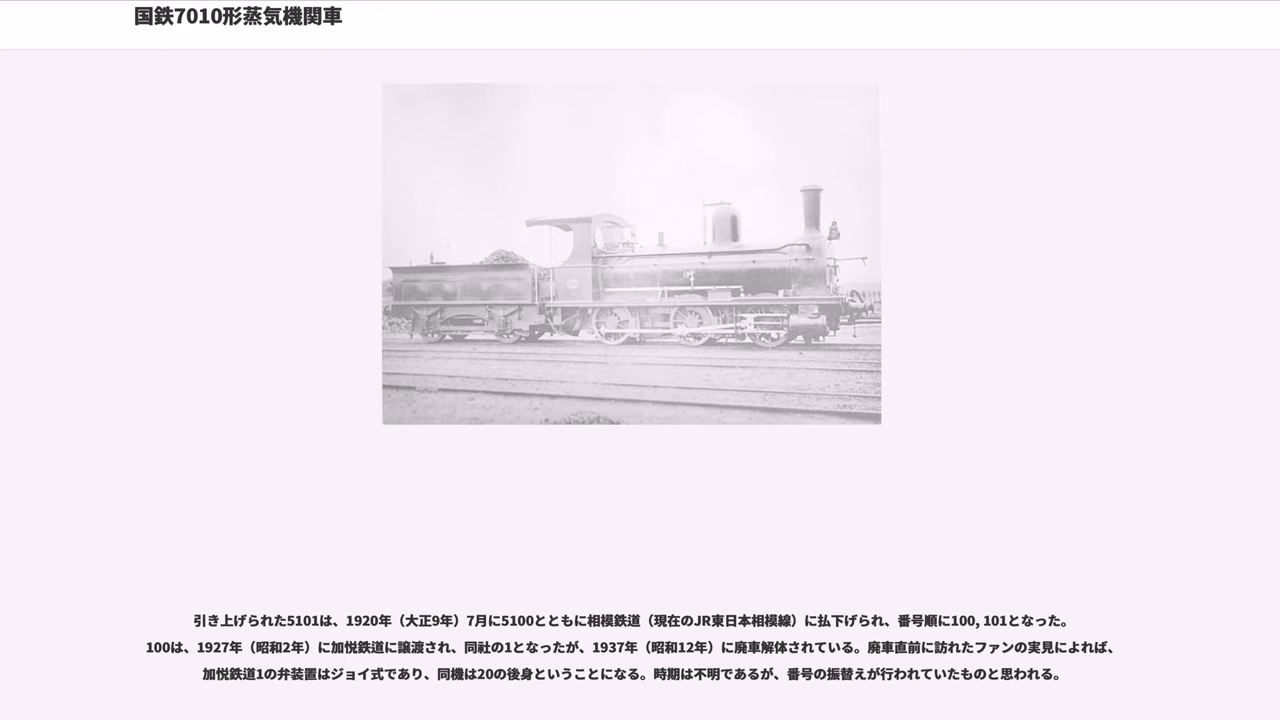 国鉄7010形蒸気機関車
引き上げられた5101は、1920年（大正9年）7月に5100とともに相模鉄道（現在のJR東日本相模線）に払下げられ、番号順に100, 101となった。
100は、1927年（昭和2年）に加悦鉄道に譲渡され、同社の1となったが、1937年（昭和12年）に廃車解体されている。廃車直前に訪れたファンの実見によれば、
加悦鉄道1の弁装置はジョイ式であり、同機は20の後身ということになる。時期は不明であるが、番号の振替えが行われていたものと思われる。